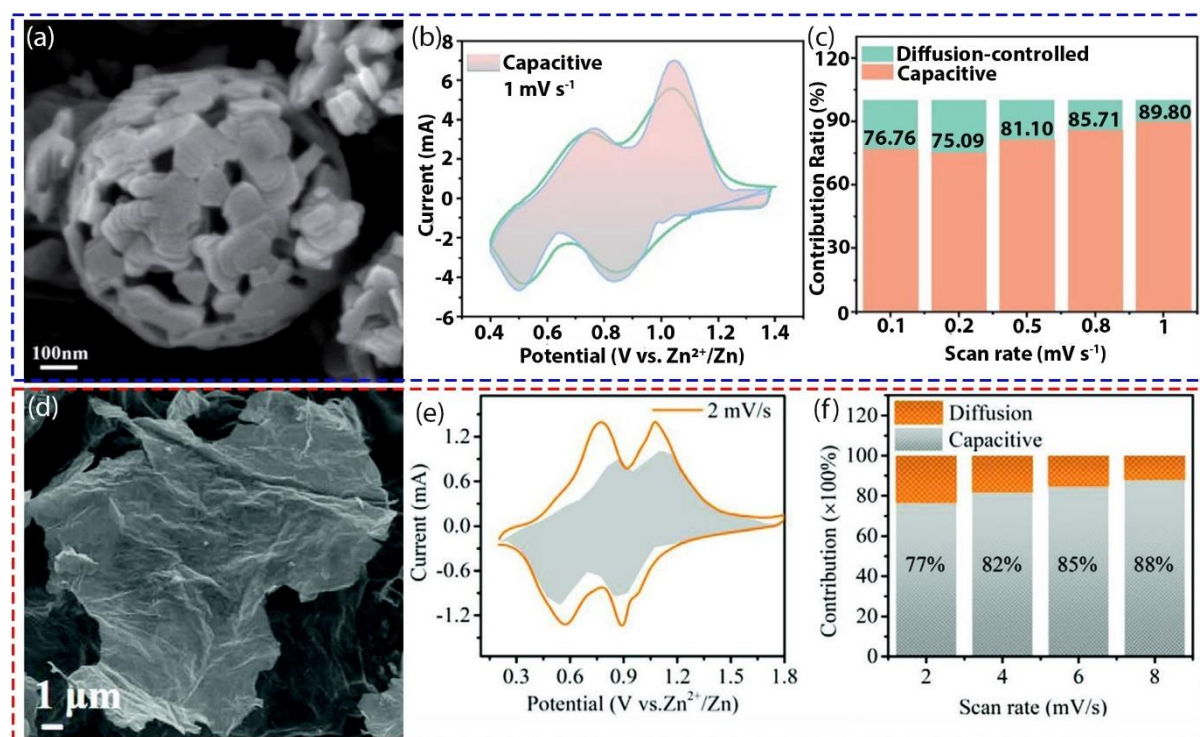 (a)
100nm
(b)
Capacitive
1 mV s⁻¹
Current (mA)
8
6
4
2
0
-2
-4
-6
0.4
0.6
0.8
1.0
1.2
1.4
Potential (V vs. Zn²⁺/Zn)
(c)
Diffusion-controlled
Capacitive
Contribution Ratio (%)
120
90
60
30
0
76.76
75.09
81.10
85.71
89.80
0.1
0.2
0.5
0.8
1
Scan rate (mV s⁻¹)
(d)
1 μm
(e)
2 mV/s
Current (mA)
1.2
0.6
0.0
-0.6
-1.2
0.3
0.6
0.9
1.2
1.5
1.8
Potential (V vs.Zn²⁺/Zn)
(f)
Diffusion
Capacitive
Contribution (×100%)
120
100
80
60
40
20
0
77%
82%
85%
88%
2
4
6
8
Scan rate (mV/s)